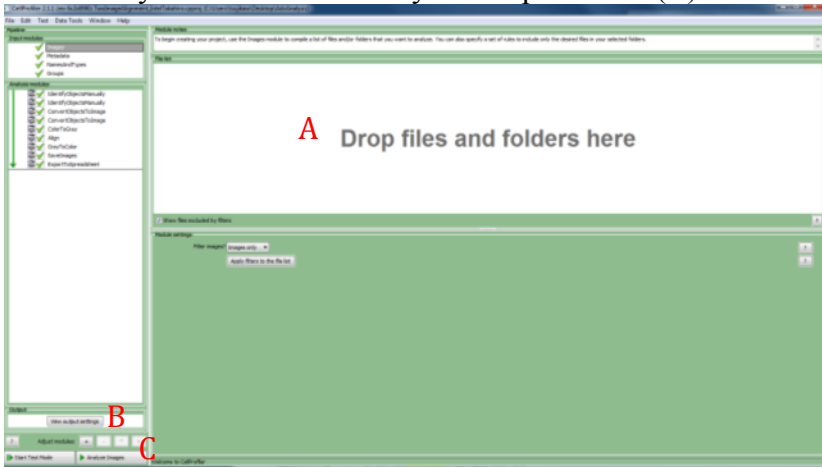 File Edit Test Data Tools Window Help
Pipeline
Input modules
Images
Metadata
NamesAndTypes
Groups
Analysis modules
IdentifyObjectsManually
IdentifyObjectsManually
ConvertObjectsToImage
ConvertObjectsToImage
ColorToGray
Align
GrayToColor
SaveImages
ExportToSpreadsheet
Output
View output settings
B
?
Adjust modules:
+
-
^
C
Start Test Mode
Analyze Images
Module notes
To begin creating your project, use the Images module to compile a list of files and/or folders that you want to analyze. You can also specify a set of rules to include only the desired files in your selected folders.
File list
A
Drop files and folders here
Show files excluded by filters
?
Module settings
Filter images?
Images only
?
Apply filters to the file list
?
Welcome to CellProfiler